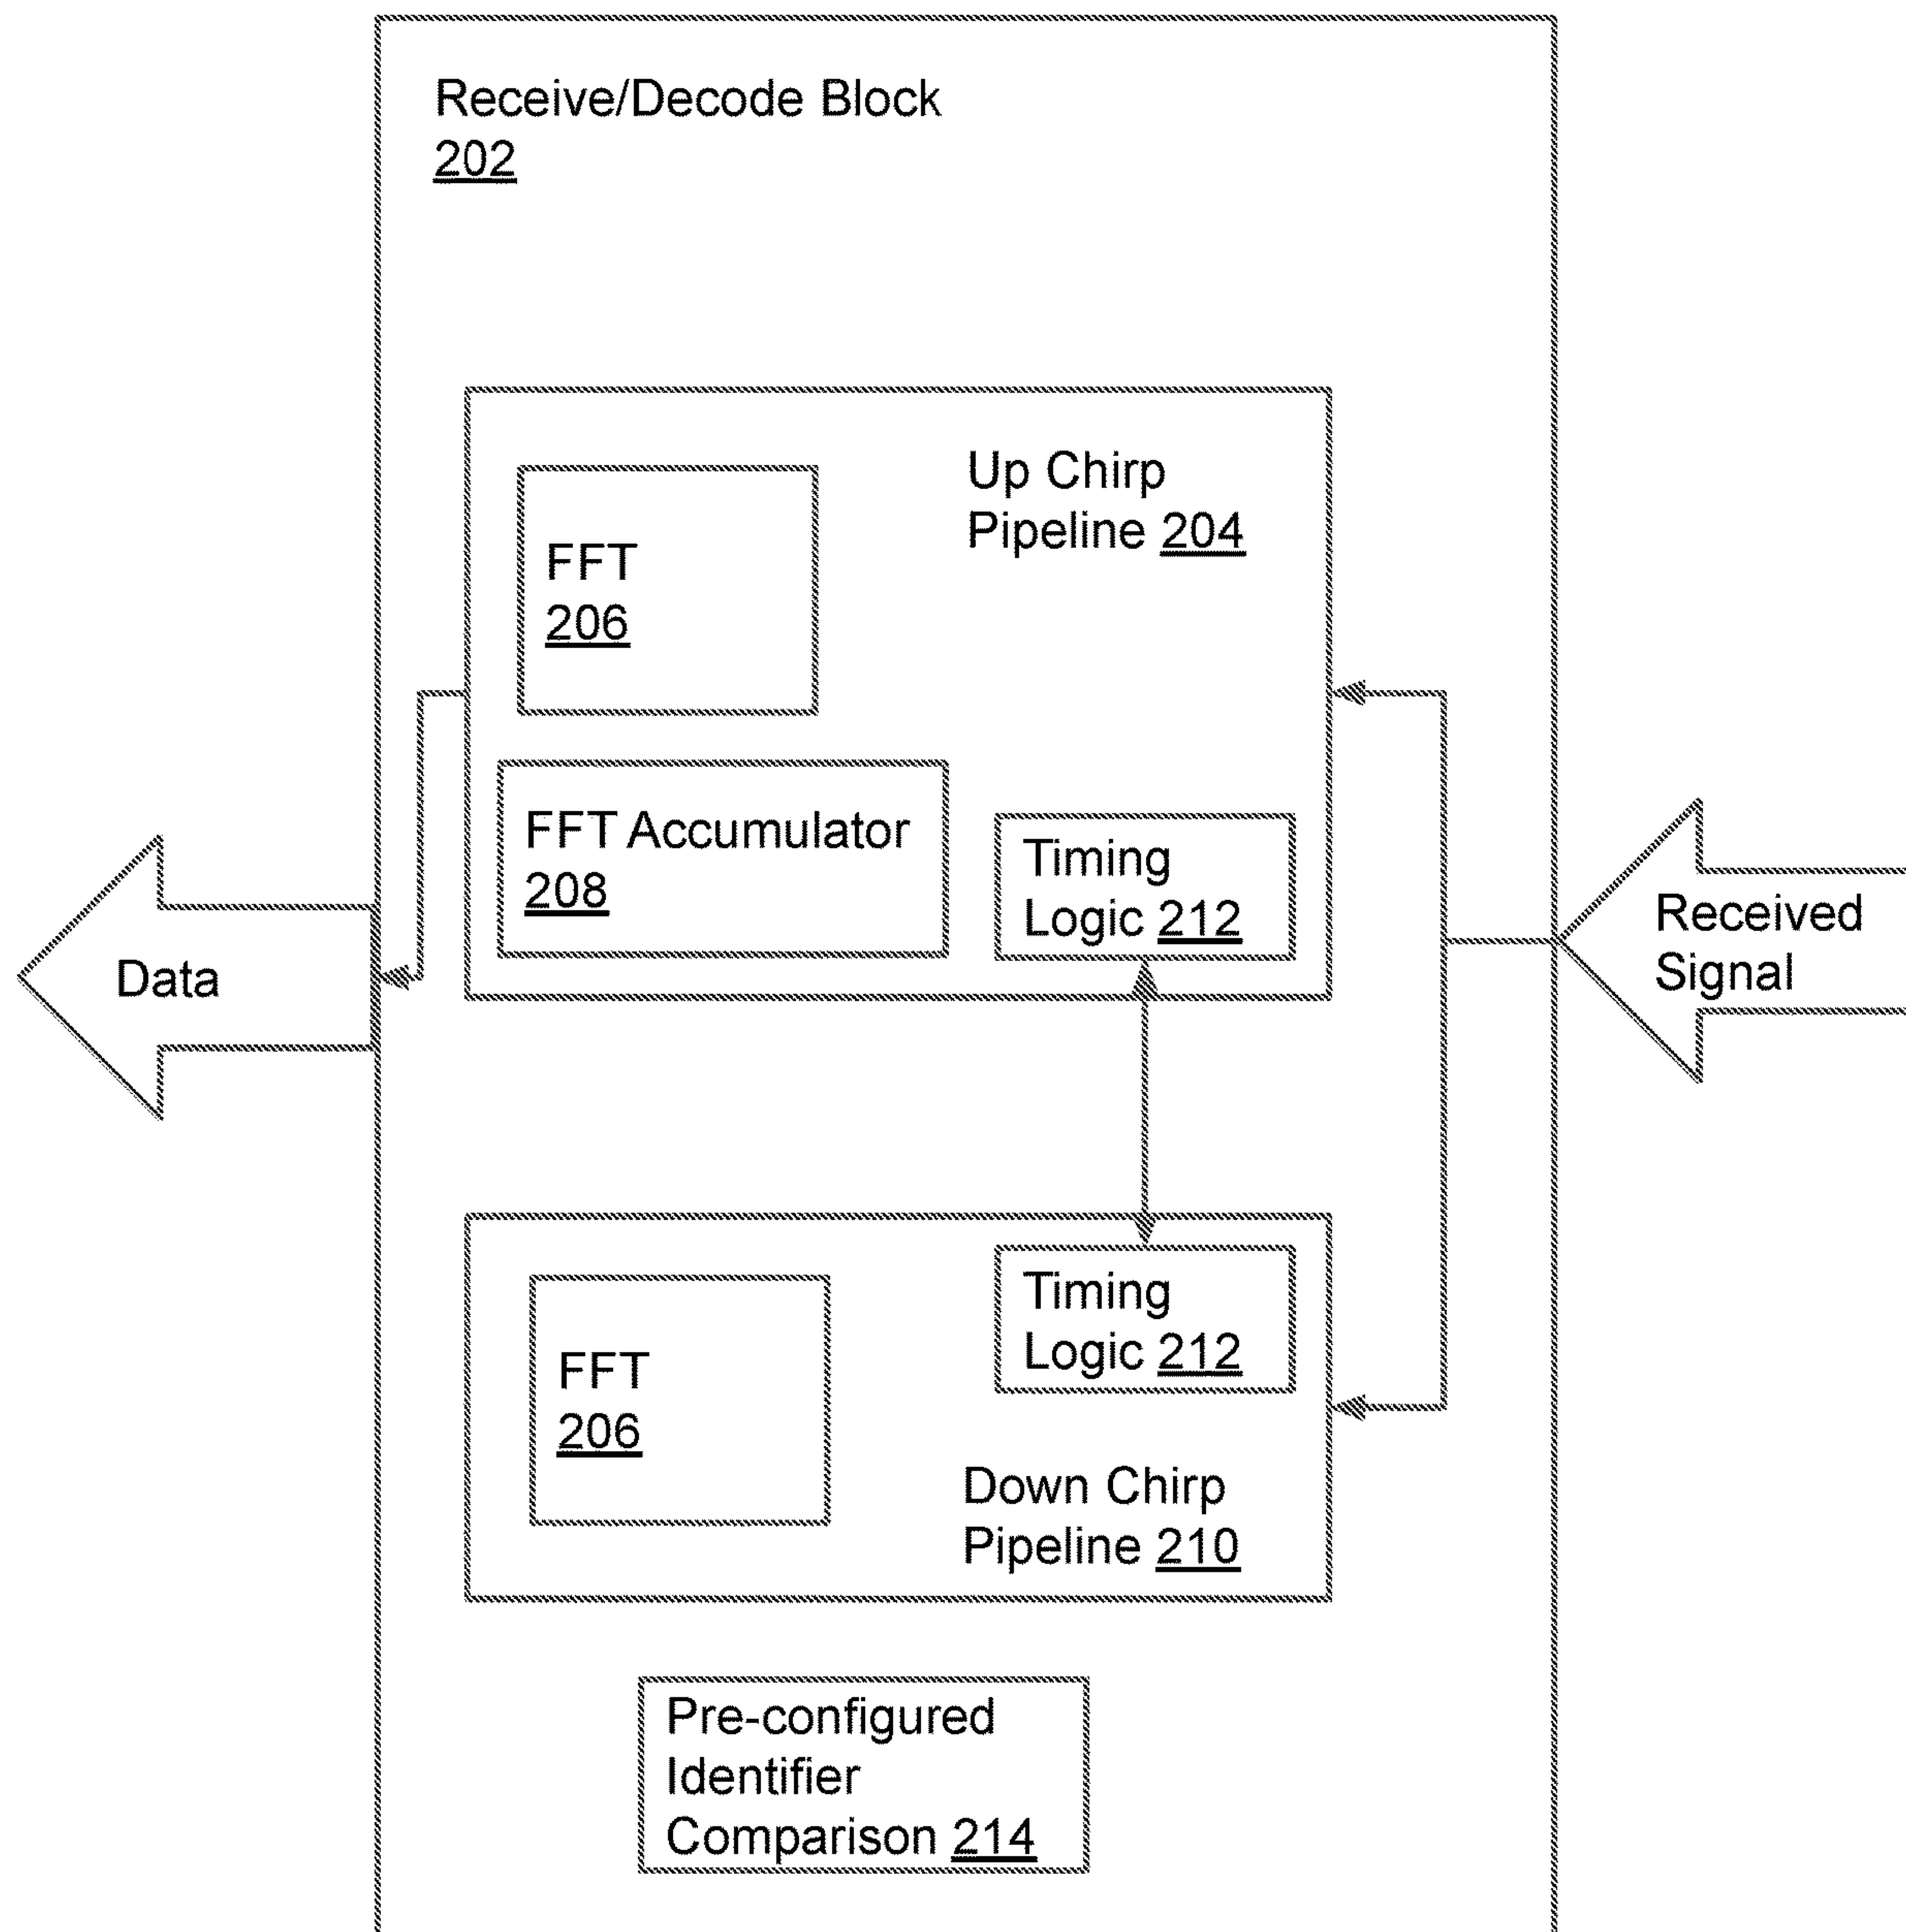 Receive/Decode Block
202
Up Chirp
Pipeline 204
FFT
206
FFT Accumulator
208
Timing
Logic 212
Received
Signal
Data
Timing
Logic 212
FFT
206
Down Chirp
Pipeline 210
Pre-configured
Identifier
Comparison 214